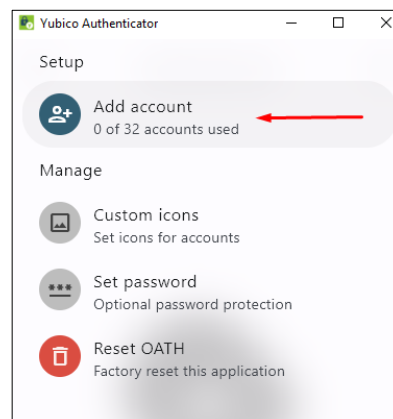 Yubico Authenticator
Setup
Add account
0 of 32 accounts used
Manage
Custom icons
Set icons for accounts
Set password
Optional password protection
Reset OATH
Factory reset this application